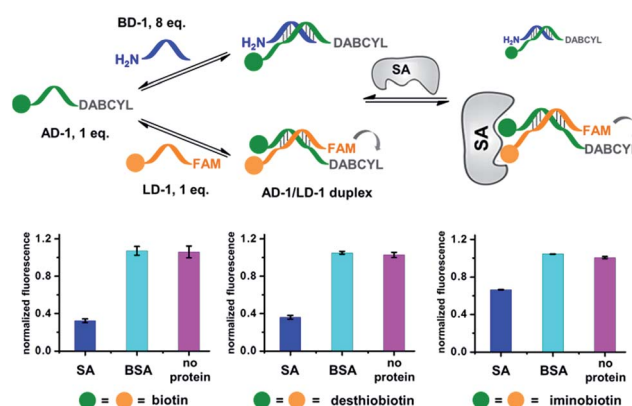 BD-1, 8 eq.
H₂N
H₂N
DABCYL
H₂N
DABCYL
SA
DABCYL
AD-1, 1 eq.
FAM
LD-1, 1 eq.
FAM
DABCYL
AD-1/LD-1 duplex
SA
FAM
DABCYL
normalized fluorescence
1.2
0.8
0.4
0.0
SA
BSA
no
protein
= = biotin
normalized fluorescence
1.2
0.8
0.4
0.0
SA
BSA
no
protein
= = desthiobiotin
normalized fluorescence
1.2
0.8
0.4
0.0
SA
BSA
no
protein
= = iminobiotin